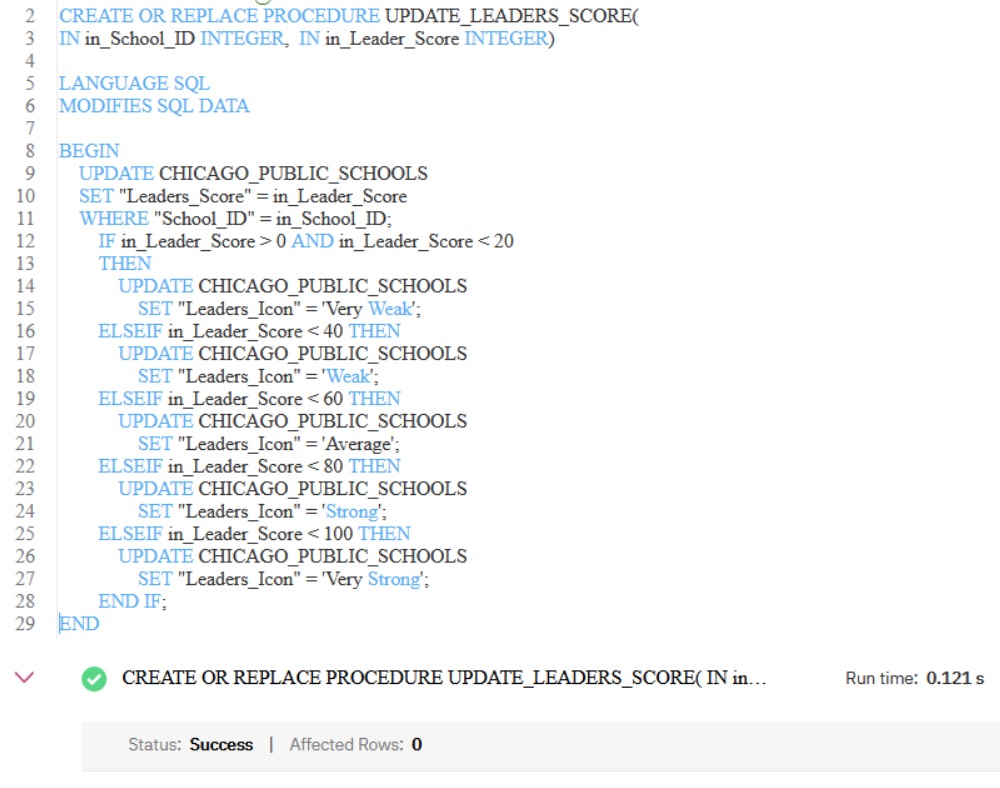 2 CREATE OR REPLACE PROCEDURE UPDATE_LEADERS_SCORE(
3 IN in_School_ID INTEGER, IN in_Leader_Score INTEGER)
4
5 LANGUAGE SQL
6 MODIFIES SQL DATA
7
8 BEGIN
9 UPDATE CHICAGO_PUBLIC_SCHOOLS
10 SET "Leaders_Score" = in_Leader_Score
11 WHERE "School_ID" = in_School_ID;
12 IF in_Leader_Score > 0 AND in_Leader_Score < 20
13 THEN
14 UPDATE CHICAGO_PUBLIC_SCHOOLS
15 SET "Leaders_Icon" = 'Very Weak';
16 ELSEIF in_Leader_Score < 40 THEN
17 UPDATE CHICAGO_PUBLIC_SCHOOLS
18 SET "Leaders_Icon" = 'Weak';
19 ELSEIF in_Leader_Score < 60 THEN
20 UPDATE CHICAGO_PUBLIC_SCHOOLS
21 SET "Leaders_Icon" = 'Average';
22 ELSEIF in_Leader_Score < 80 THEN
23 UPDATE CHICAGO_PUBLIC_SCHOOLS
24 SET "Leaders_Icon" = 'Strong';
25 ELSEIF in_Leader_Score < 100 THEN
26 UPDATE CHICAGO_PUBLIC_SCHOOLS
27 SET "Leaders_Icon" = 'Very Strong';
28 END IF;
29 END
CREATE OR REPLACE PROCEDURE UPDATE_LEADERS_SCORE( IN in... Run time: 0.121 s
Status: Success | Affected Rows: 0